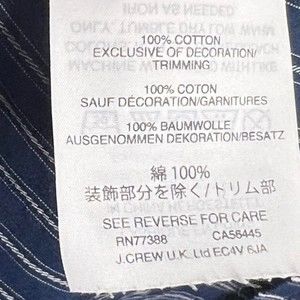 100% COTTON
EXCLUSIVE OF DECORATION/
TRIMMING
100% COTON
SAUF DÉCORATION/GARNITURES
100% BAUMWOLLE
AUSGENOMMEN DEKORATION/BESATZ
綿 100%
装飾部分を除く/トリム部
SEE REVERSE FOR CARE
RN77388 CA56445
J.CREW U.K. Ltd EC4V 6JA